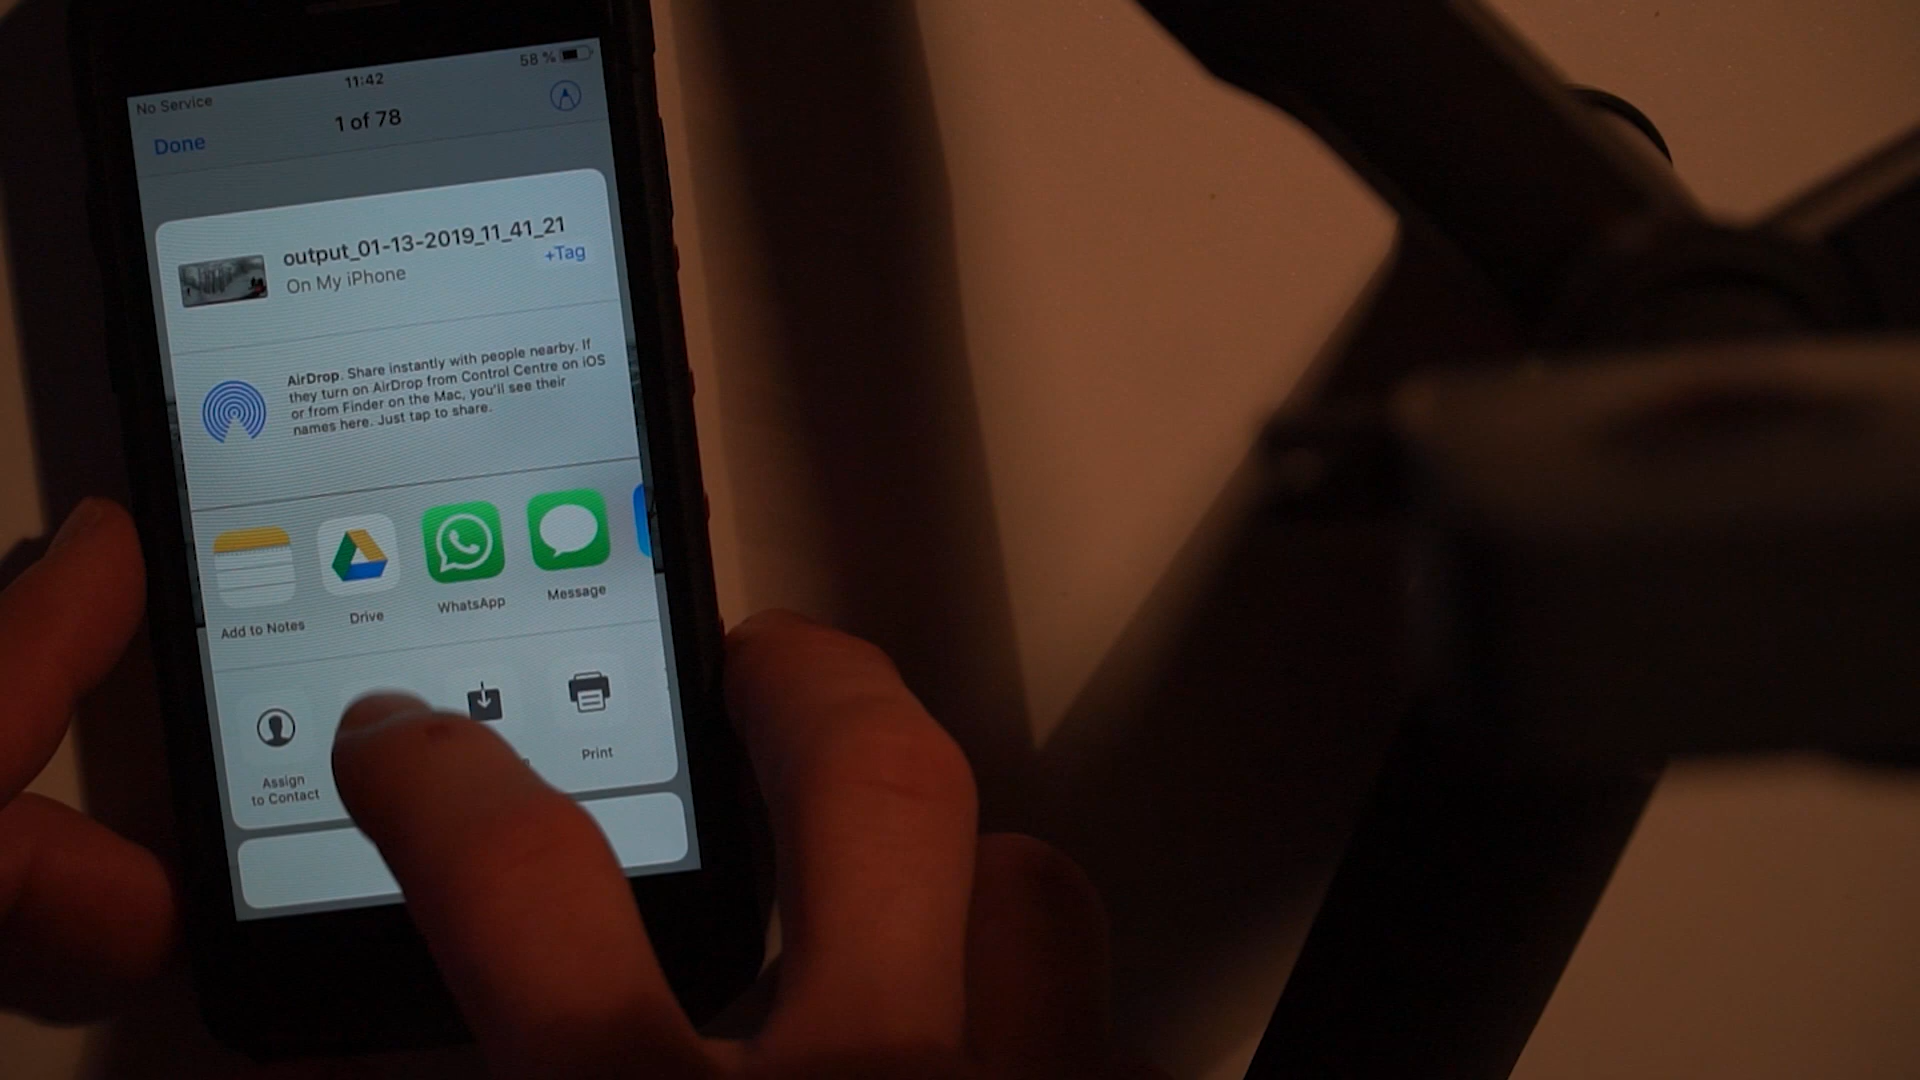 No Service
11:42
58 %
Done
1 of 78
output_01-13-2019_11_41_21
On My iPhone
+Tag
AirDrop. Share instantly with people nearby. If
they turn on AirDrop from Control Centre on iOS
or from Finder on the Mac, you'll see their
names here. Just tap to share.
Add to Notes
Drive
WhatsApp
Message
Assign
to Contact
Print